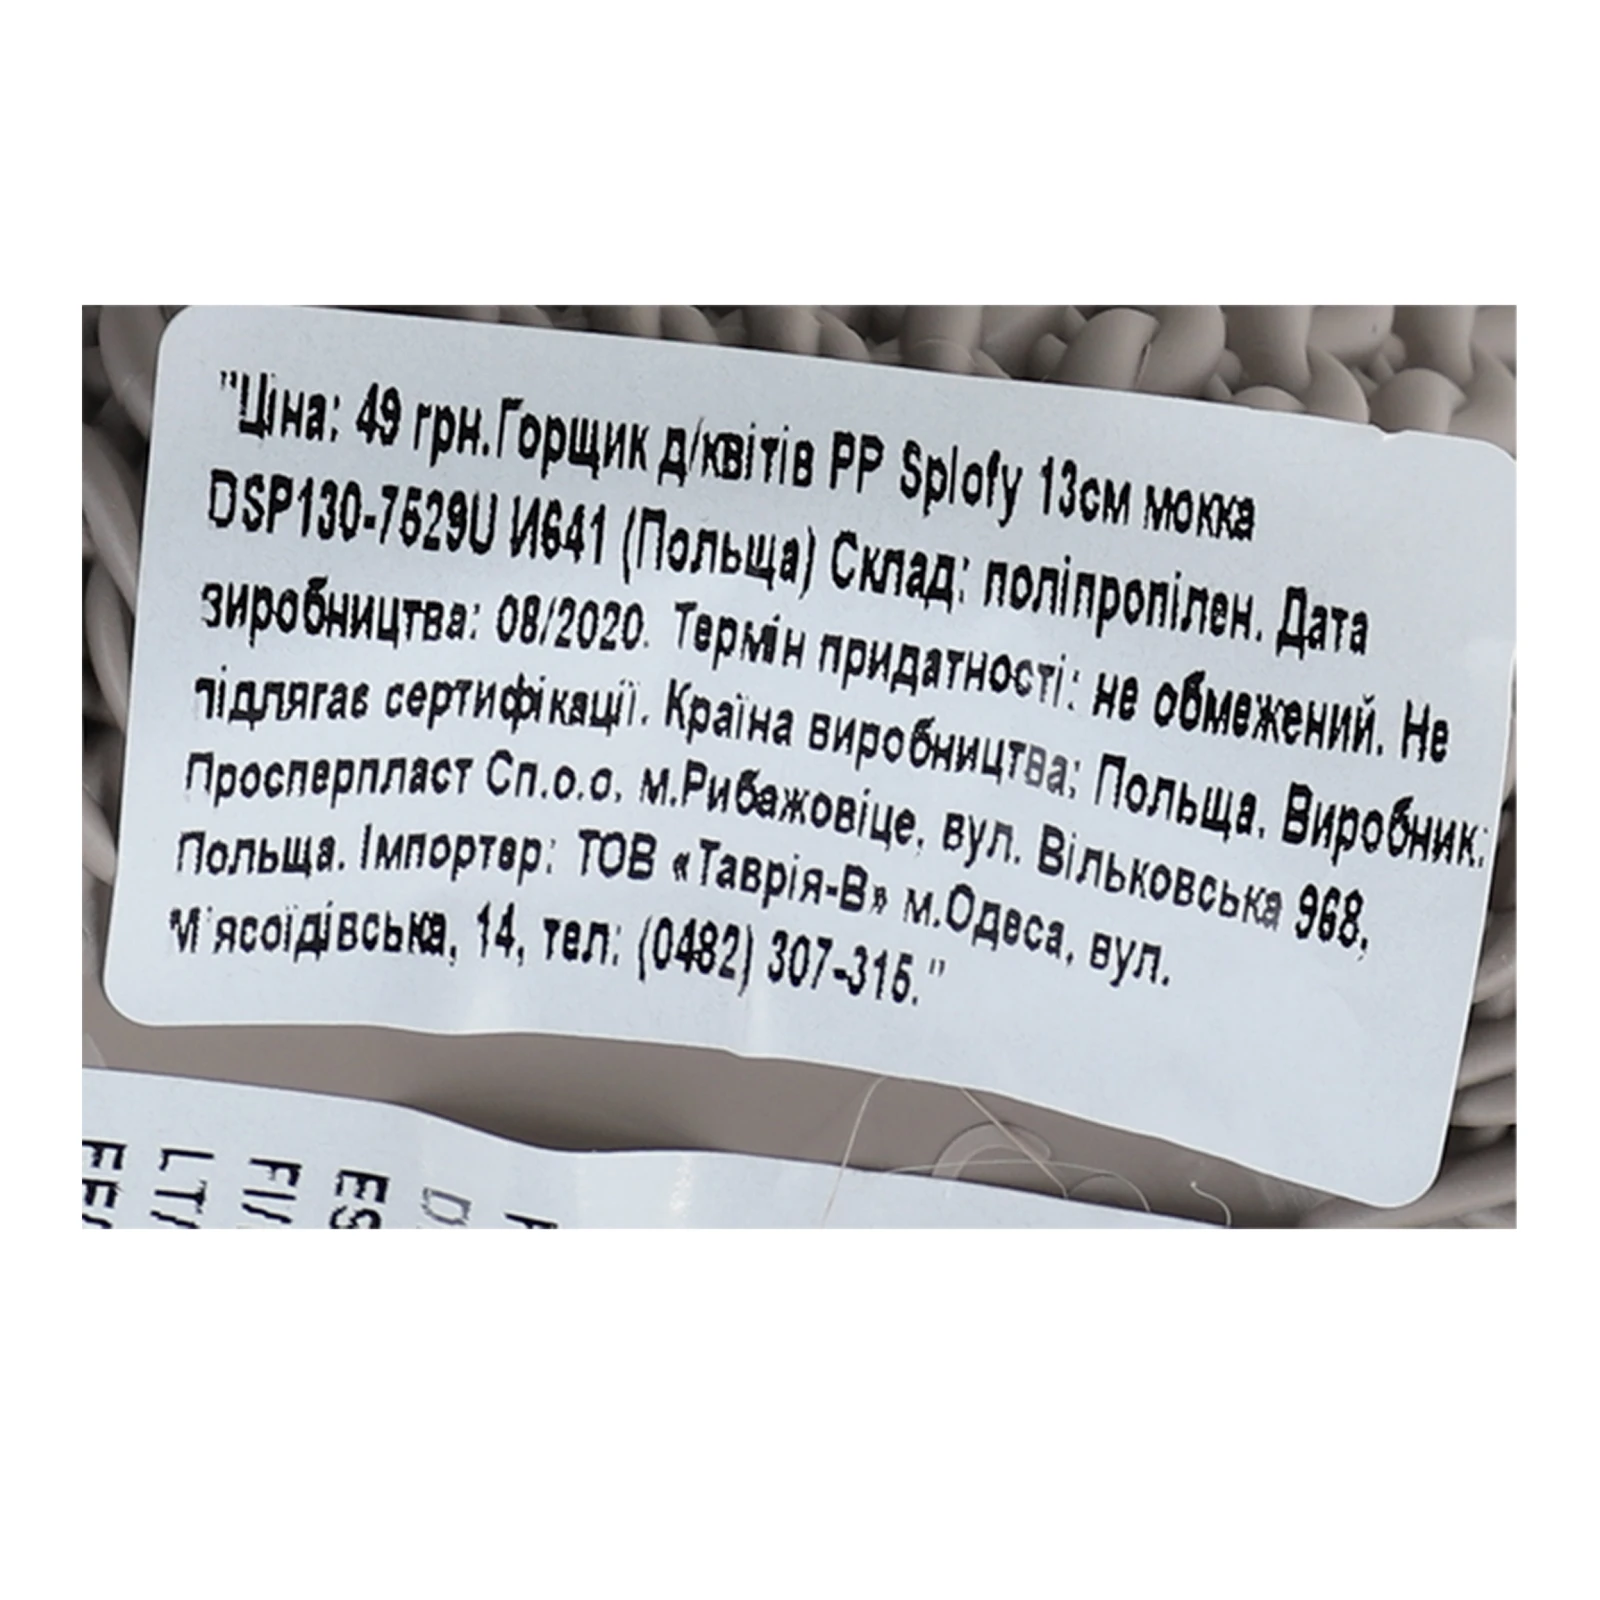 "Ціна: 49 грн.Горщик д/квітів PP Splofy 13см мокка
DSP130-7529U И641 (Польща) Склад: поліпропілен. Дата
виробництва: 08/2020. Термін придатності: не обмежений. Не
підлягає сертифікації. Країна виробництва: Польща. Виробник:
Просперпласт Сп.о.о. м.Рибажовіце, вул. Вільковська 968,
Польща. Імпортер: ТОВ «Таврія-В» м.Одеса, вул.
М'ясоїдівська, 14, тел: (0482) 307-315."
ES